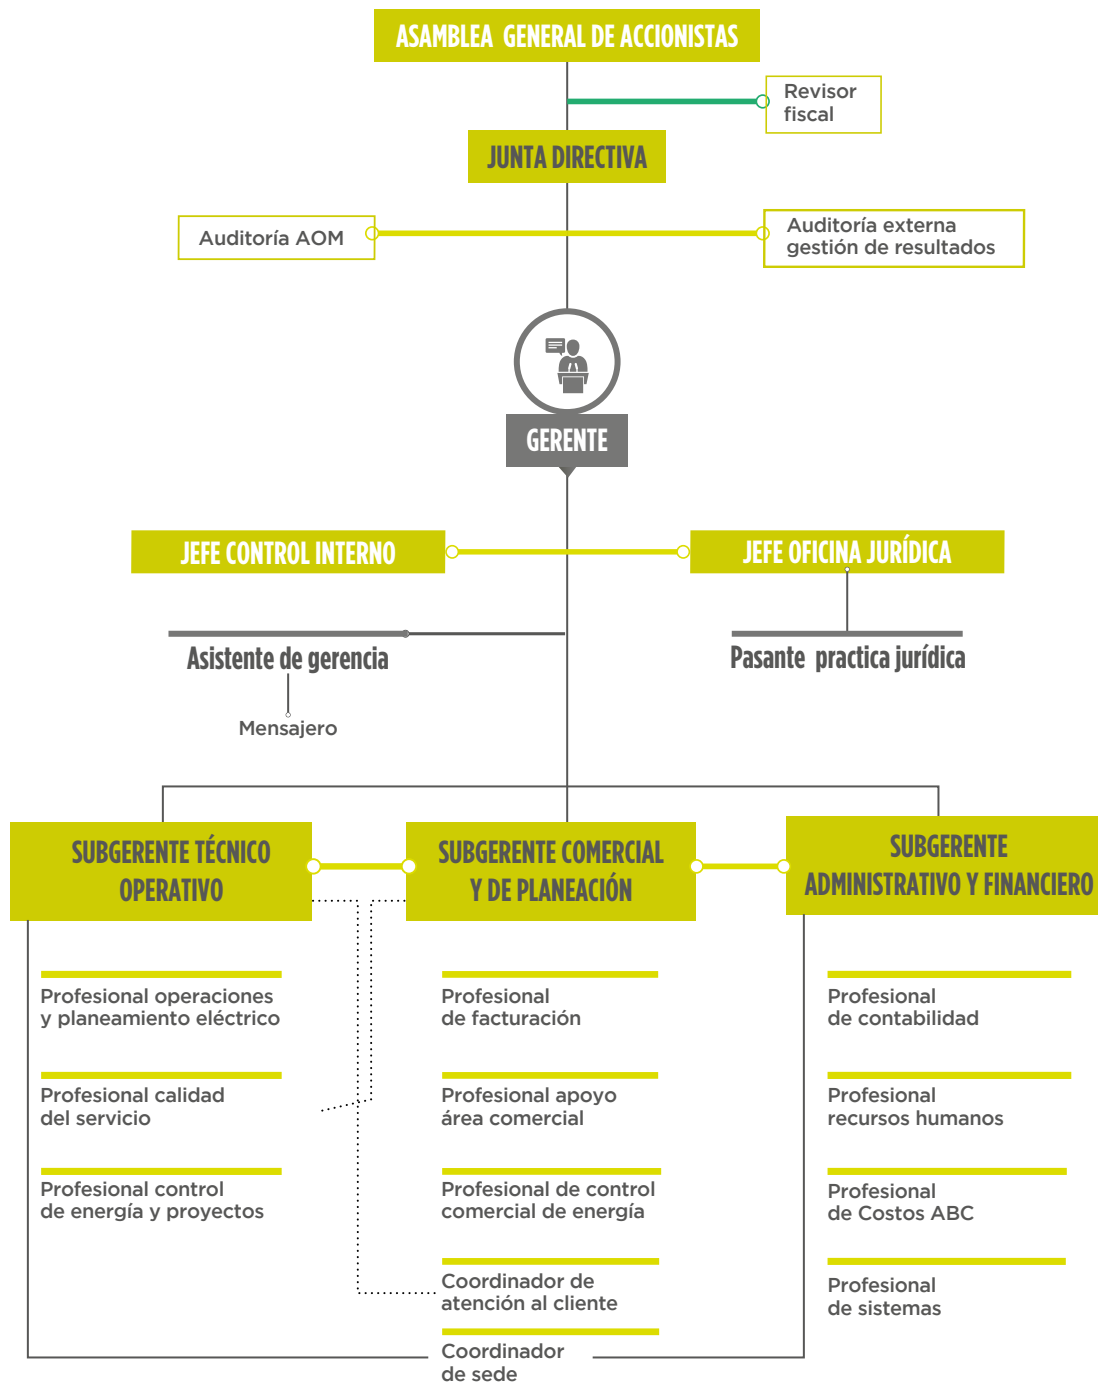 ASAMBLEA GENERAL DE ACCIONISTAS
Revisor
fiscal
JUNTA DIRECTIVA
Auditoría AOM
Auditoría externa
gestión de resultados
GERENTE
JEFE CONTROL INTERNO
JEFE OFICINA JURÍDICA
Asistente de gerencia
Pasante practica jurídica
Mensajero
SUBGERENTE TÉCNICO
OPERATIVO
SUBGERENTE COMERCIAL
Y DE PLANEACIÓN
SUBGERENTE
ADMINISTRATIVO Y FINANCIERO
Profesional operaciones
y planeamiento eléctrico
Profesional calidad
del servicio
Profesional control
de energía y proyectos
Profesional
de facturación
Profesional apoyo
área comercial
Profesional de control
comercial de energía
Coordinador de
atención al cliente
Coordinador
de sede
Profesional
de contabilidad
Profesional
recursos humanos
Profesional
de Costos ABC
Profesional
de sistemas